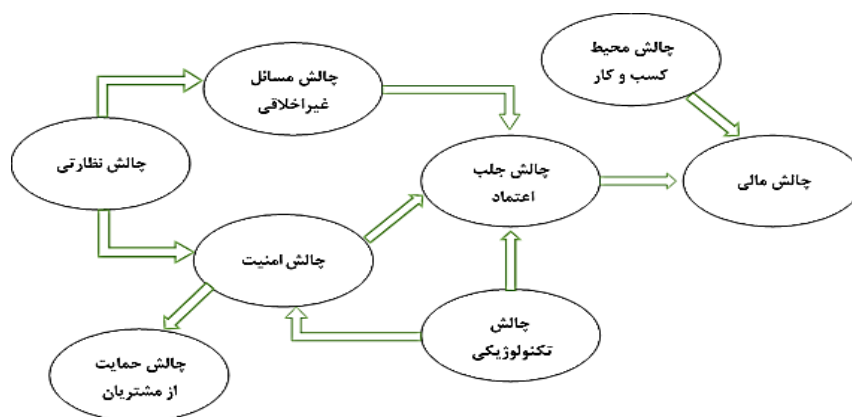 چالش محیط
کسب و کار
چالش مسائل
غیراخلاقی
چالش نظارتی
چالش جلب
اعتماد
چالش مالی
چالش امنیت
چالش
تکنولوژیکی
چالش حمایت
از مشتریان